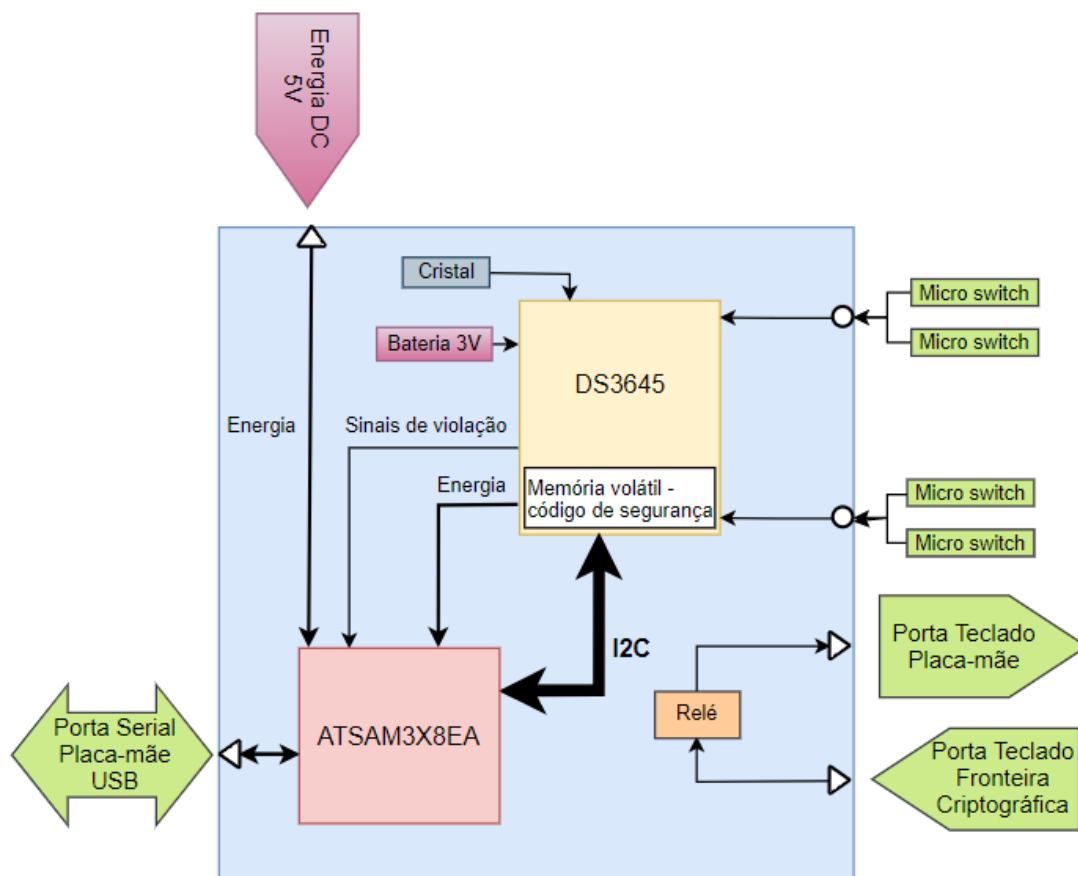 Energia DC
5V
Cristal
Micro switch
Bateria 3V
Micro switch
DS3645
Energia
Sinais de violação
Energia
Memória volátil -
código de segurança
Micro switch
Micro switch
I2C
Porta Teclado
Placa-mãe
Relé
Porta Serial
Placa-mãe
USB
ATSAM3X8EA
Porta Teclado
Fronteira
Criptográfica